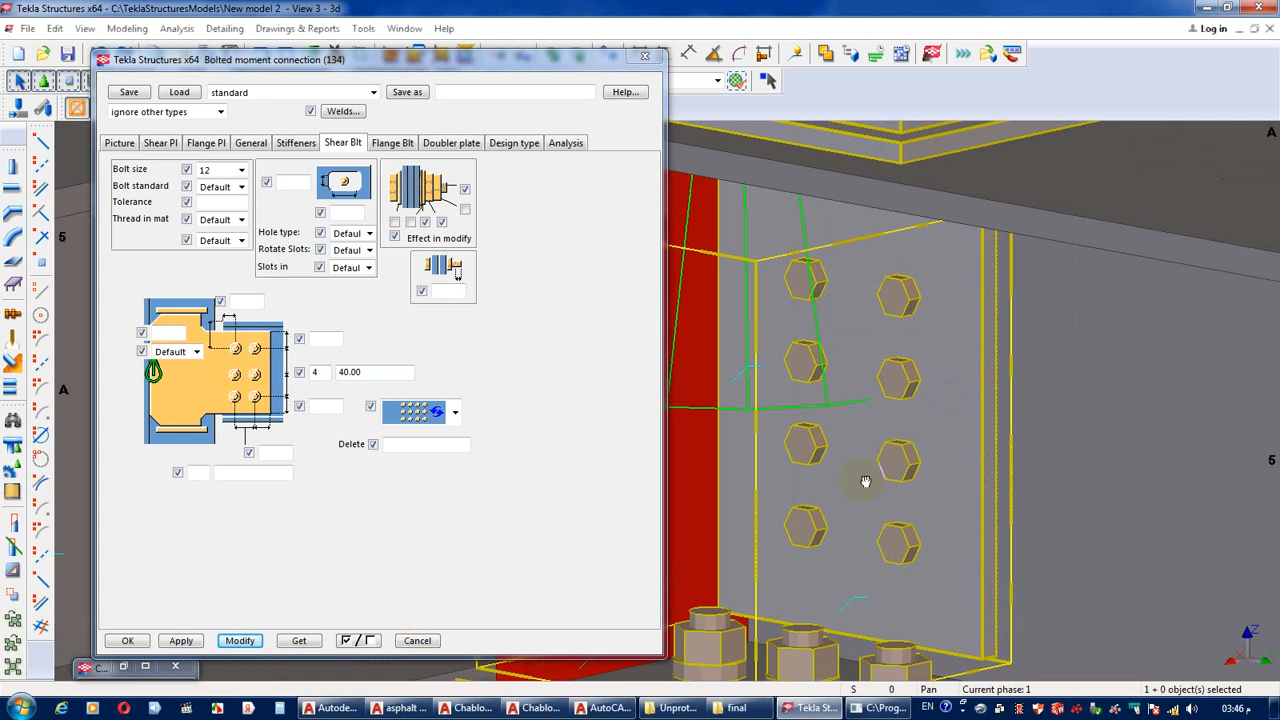 Tekla Structures x64 - C:\TeklaStructuresModels\New model 2 - View 3 - 3d
File Edit View Modeling Analysis Detailing Drawings & Reports Tools Window Help
Log in
Tekla Structures x64 Bolted moment connection (134)
Save Load standard Save as Help...
ignore other types Welds...
Picture Shear Pl Flange Pl General Stiffeners Shear Blt Flange Blt Doubler plate Design type Analysis
Bolt size 12
Bolt standard Default
Tolerance
Thread in mat Default
Default
Hole type: Defaul
Rotate Slots: Defaul
Slots in Defaul
Effect in modify
Default
4 40.00
Delete
OK Apply Modify Get / Cancel
C...
A
5
A
A
5
S 0 Pan Current phase: 1 1 + 0 object(s) selected
Autode... asphalt ... Chablo... Chablo... AutoCA... Unprot... final Tekla St... C:\Prog... EN 03:46 م